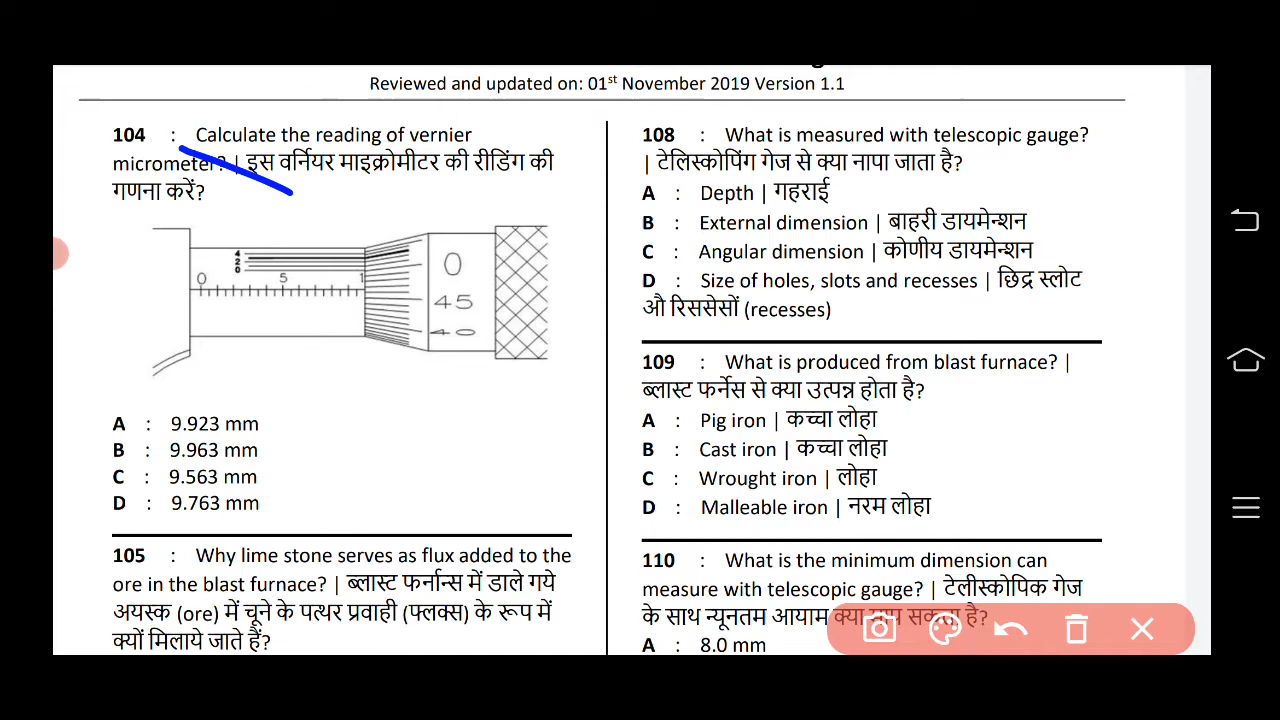 Reviewed and updated on: 01st November 2019 Version 1.1
104 : Calculate the reading of vernier
micrometer? | इस वर्नियर माइक्रोमीटर की रीडिंग की
गणना करें?
4
2
0
0 5 1
0
45
40
A : 9.923 mm
B : 9.963 mm
C : 9.563 mm
D : 9.763 mm
105 : Why lime stone serves as flux added to the
ore in the blast furnace? | ब्लास्ट फर्नान्स में डाले गये
अयस्क (ore) में चूने के पत्थर प्रवाही (फ्लक्स) के रूप में
क्यों मिलाये जाते हैं?
108 : What is measured with telescopic gauge?
| टेलिस्कोपिंग गेज से क्या नापा जाता है?
A : Depth | गहराई
B : External dimension | बाहरी डायमेन्शन
C : Angular dimension | कोणीय डायमेन्शन
D : Size of holes, slots and recesses | छिद्र स्लोट
औ रिससेसों (recesses)
109 : What is produced from blast furnace? |
ब्लास्ट फर्नेस से क्या उत्पन्न होता है?
A : Pig iron | कच्चा लोहा
B : Cast iron | कच्चा लोहा
C : Wrought iron | लोहा
D : Malleable iron | नरम लोहा
110 : What is the minimum dimension can
measure with telescopic gauge? | टेलीस्कोपिक गेज
के साथ न्यूनतम आयाम क्या माप सकता है?
A : 8.0 mm